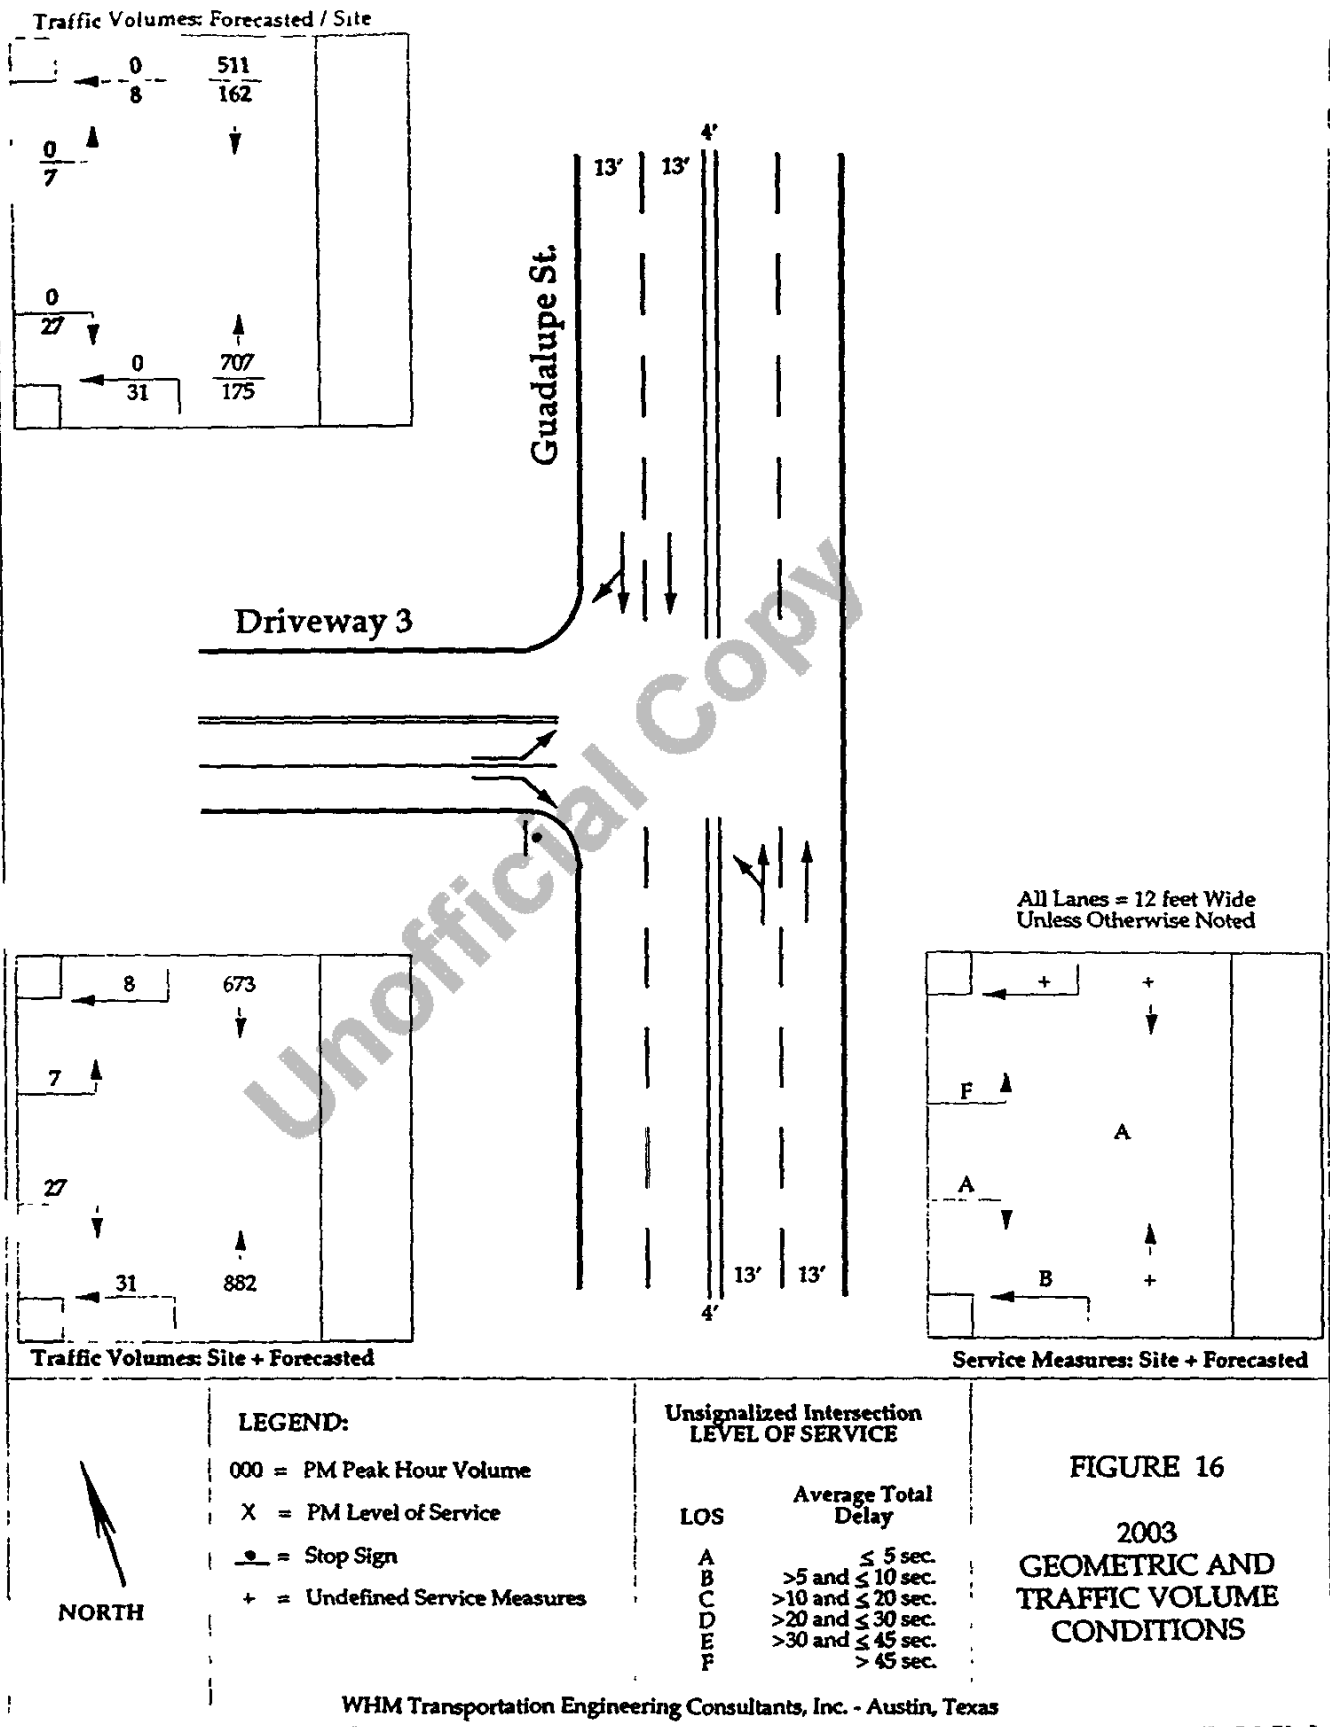 Traffic Volumes: Forecasted / Site
0
8
511
162
0
7
0
27
0
31
707
175
4'
13'
13'
Guadalupe St.
Driveway 3
Unofficial Copy
All Lanes = 12 feet Wide
Unless Otherwise Noted
8
673
7
27
31
882
Traffic Volumes: Site + Forecasted
13'
13'
4'
+
+
F
A
A
B
+
Service Measures: Site + Forecasted
NORTH
LEGEND:
000 = PM Peak Hour Volume
X = PM Level of Service
= Stop Sign
+ = Undefined Service Measures
Unsignalized Intersection
LEVEL OF SERVICE
LOS
Average Total
Delay
A ≤ 5 sec.
B >5 and ≤ 10 sec.
C >10 and ≤ 20 sec.
D >20 and ≤ 30 sec.
E >30 and ≤ 45 sec.
F > 45 sec.
FIGURE 16
2003
GEOMETRIC AND
TRAFFIC VOLUME
CONDITIONS
WHM Transportation Engineering Consultants, Inc. - Austin, Texas